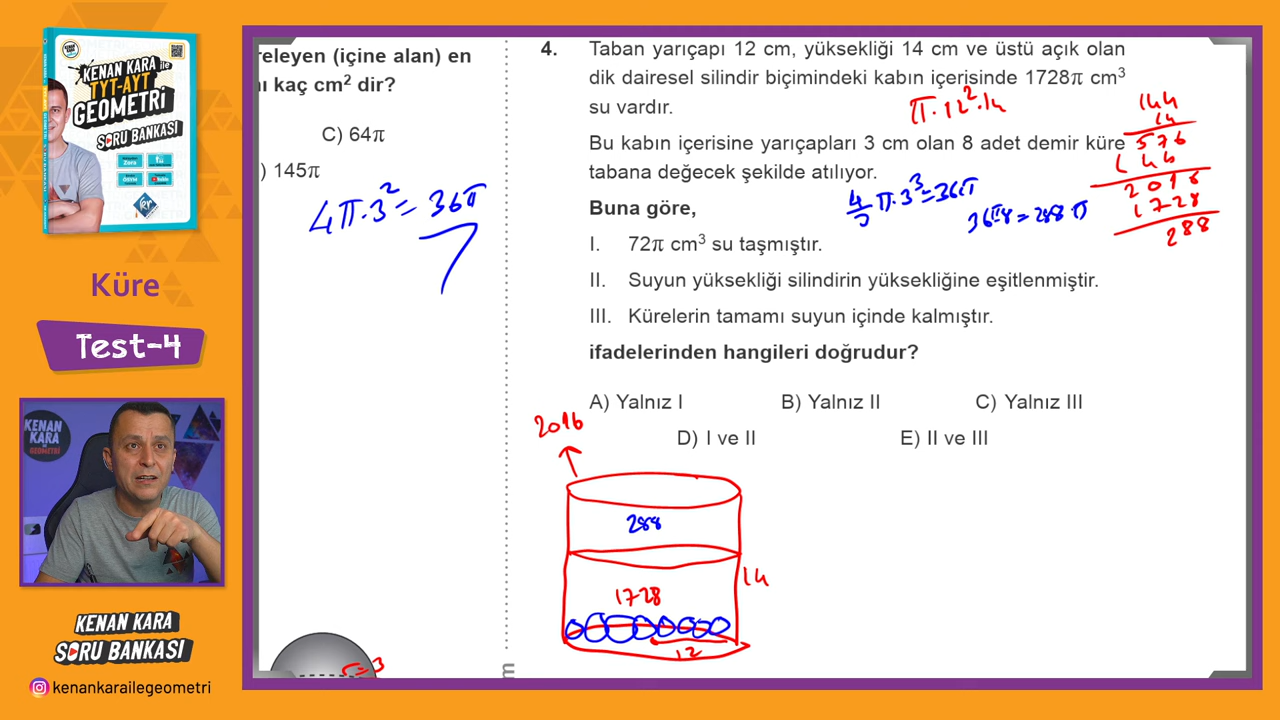 KENAN KARA ile
TYT-AYT
GEOMETRİ
SORU BANKASI
Küre
Test-4
KENAN
KARA
GEOMETRİ
KENAN KARA
SORU BANKASI
kenankarailegeometri
releyen (içine alan) en
kaç cm² dir?
C) 64π
) 145π
4π·3² = 36π
r=3
m
4. Taban yarıçapı 12 cm, yüksekliği 14 cm ve üstü açık olan
dik dairesel silindir biçimindeki kabın içerisinde 1728π cm³
su vardır.
π·12²·14
Bu kabın içerisine yarıçapları 3 cm olan 8 adet demir küre
tabana değecek şekilde atılıyor.
4/3 π·3³=36π
36π·8=288·π
144
14
576
2016
1728
288
Buna göre,
I. 72π cm³ su taşmıştır.
II. Suyun yüksekliği silindirin yüksekliğine eşitlenmiştir.
III. Kürelerin tamamı suyun içinde kalmıştır.
ifadelerinden hangileri doğrudur?
A) Yalnız I B) Yalnız II C) Yalnız III
D) I ve II E) II ve III
2016
288
14
1728
12